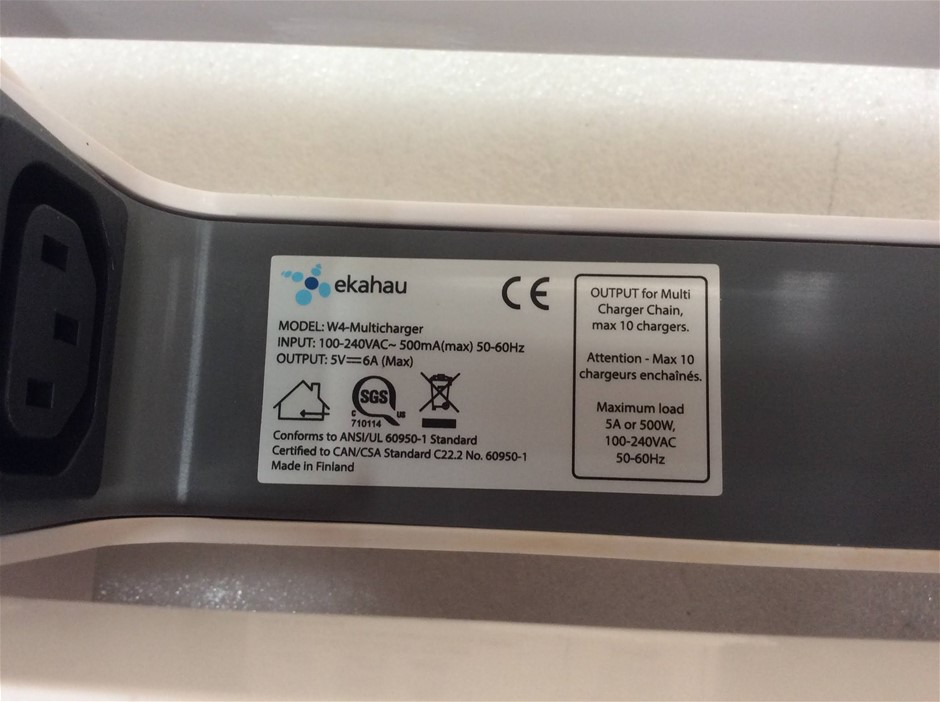 ekahau
CE
MODEL: W4-Multicharger
INPUT: 100-240VAC~ 500mA(max) 50-60Hz
OUTPUT: 5V⎓6A (Max)
SGS
C US
710114
Conforms to ANSI/UL 60950-1 Standard
Certified to CAN/CSA Standard C22.2 No. 60950-1
Made in Finland
OUTPUT for Multi
Charger Chain,
max 10 chargers.
Attention - Max 10
chargeurs enchaînés.
Maximum load
5A or 500W,
100-240VAC
50-60Hz